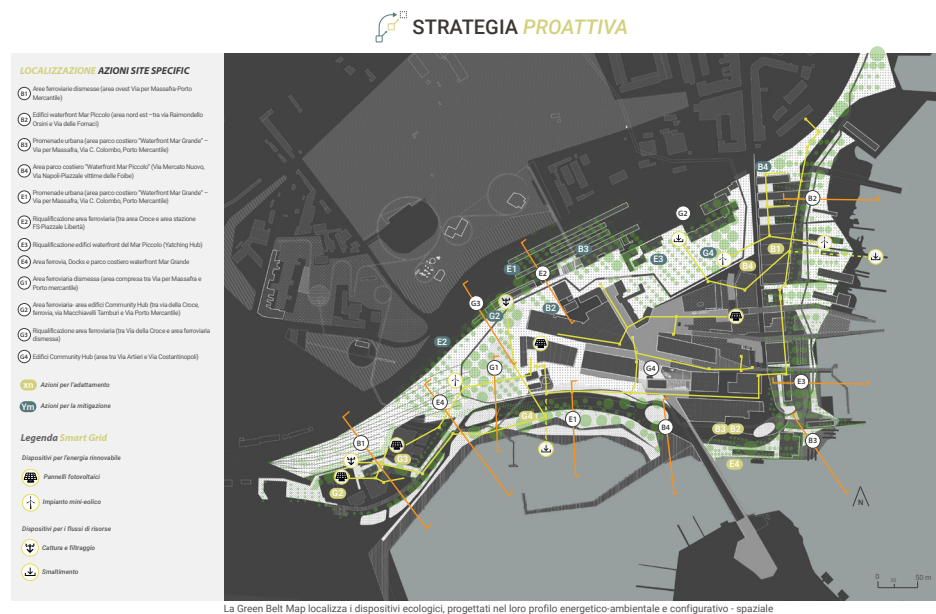 STRATEGIA PROATTIVA
LOCALIZZAZIONE AZIONI SITE SPECIFIC
B1 Aree ferroviarie dismesse (area ovest Via per Massafra-Porto
Mercantile)
B2 Edifici waterfront Mar Piccolo (area nord est –tra via Raimondello
Orsini e Via delle Fornaci)
B3 Promenade urbana (area parco costiero "Waterfront Mar Grande" –
Via per Massafra, Via C. Colombo, Porto Mercantile)
B4 Area parco costiero "Waterfront Mar Piccolo" (Via Mercato Nuovo,
Via Napoli-Piazzale vittime delle Foibe)
E1 Promenade urbana (area parco costiero "Waterfront Mar Grande" –
Via per Massafra, Via C. Colombo, Porto Mercantile)
E2 Riqualificazione area ferroviaria (tra area Croce e area stazione
FS-Piazzale Libertà)
E3 Riqualificazione edifici waterfront del Mar Piccolo (Yatching Hub)
E4 Area ferrovia, Docks e parco costiero waterfront Mar Grande
G1 Area ferroviaria dismessa (area compresa tra Via per Massafra e
Porto mercantile)
G2 Area ferroviaria- area edifici Community Hub (tra via della Croce,
ferrovia, via Macchiavelli Tamburi e Via Porto Mercantile)
G3 Riqualificazione area ferroviaria (tra Via della Croce e area ferroviaria
dismessa)
G4 Edifici Community Hub (area tra Via Artieri e Via Costantinopoli)
xn Azioni per l'adattamento
Ym Azioni per la mitigazione
Legenda Smart Grid
Dispositivi per l'energia rinnovabile
Pannelli fotovoltaici
Impianto mini-eolico
Dispositivi per i flussi di risorse
Cattura e filtraggio
Smaltimento
B4
B2
G2
B3
E3
G4
B1
B4
E1
E2
G3
G2
B2
E2
G1
G4
E3
E4
G4
E1
B4
B3 B2
B3
B1
G3
E4
G2
N
0
50 m
La Green Belt Map localizza i dispositivi ecologici, progettati nel loro profilo energetico-ambientale e configurativo - spaziale